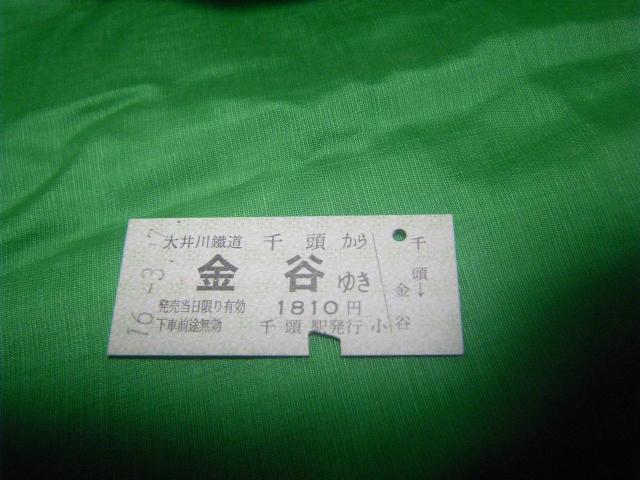 大井川鐵道 千頭から
金谷ゆき
発売当日限り有効 1810円
下車前途無効 千頭駅発行 小
千頭
↓
金谷
16.-3.